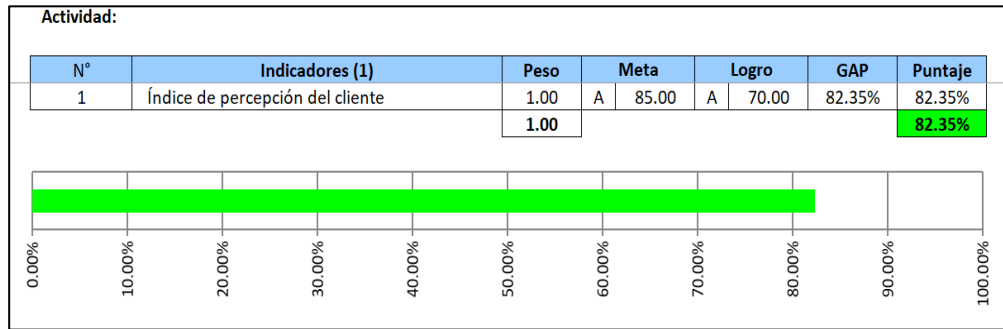 Actividad:
N° Indicadores (1) Peso Meta Logro GAP Puntaje
1 Índice de percepción del cliente 1.00 A 85.00 A 70.00 82.35% 82.35%
1.00 82.35%
0.00% 10.00% 20.00% 30.00% 40.00% 50.00% 60.00% 70.00% 80.00% 90.00% 100.00%